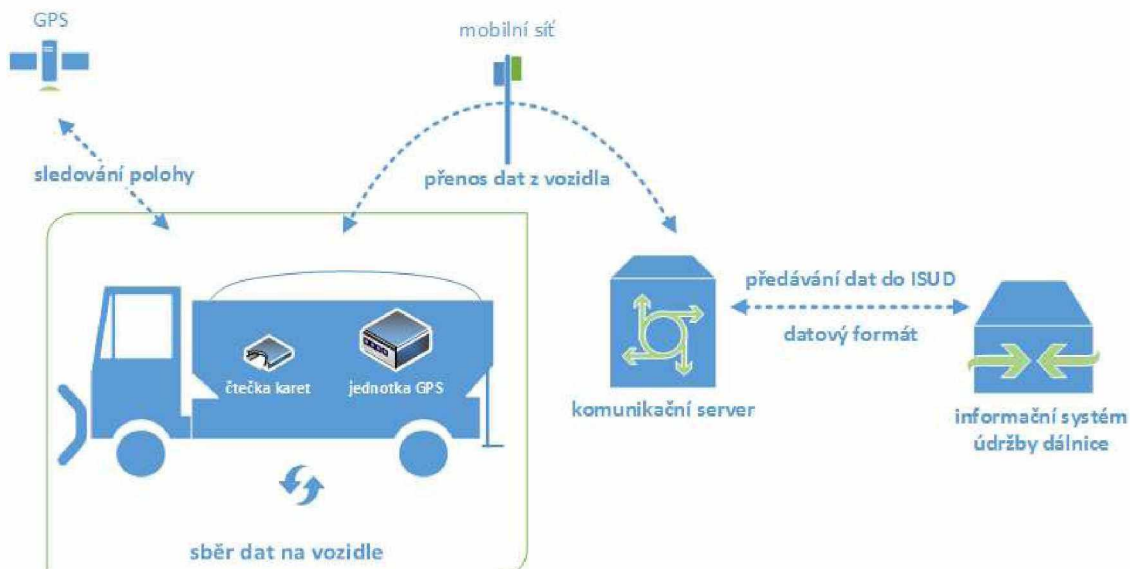 GPS
mobilní síť
sledování polohy
přenos dat z vozidla
předávání dat do ISUD
datový formát
čtečka karet
jednotka GPS
komunikační server
informační systém
údržby dálnice
sběr dat na vozidle